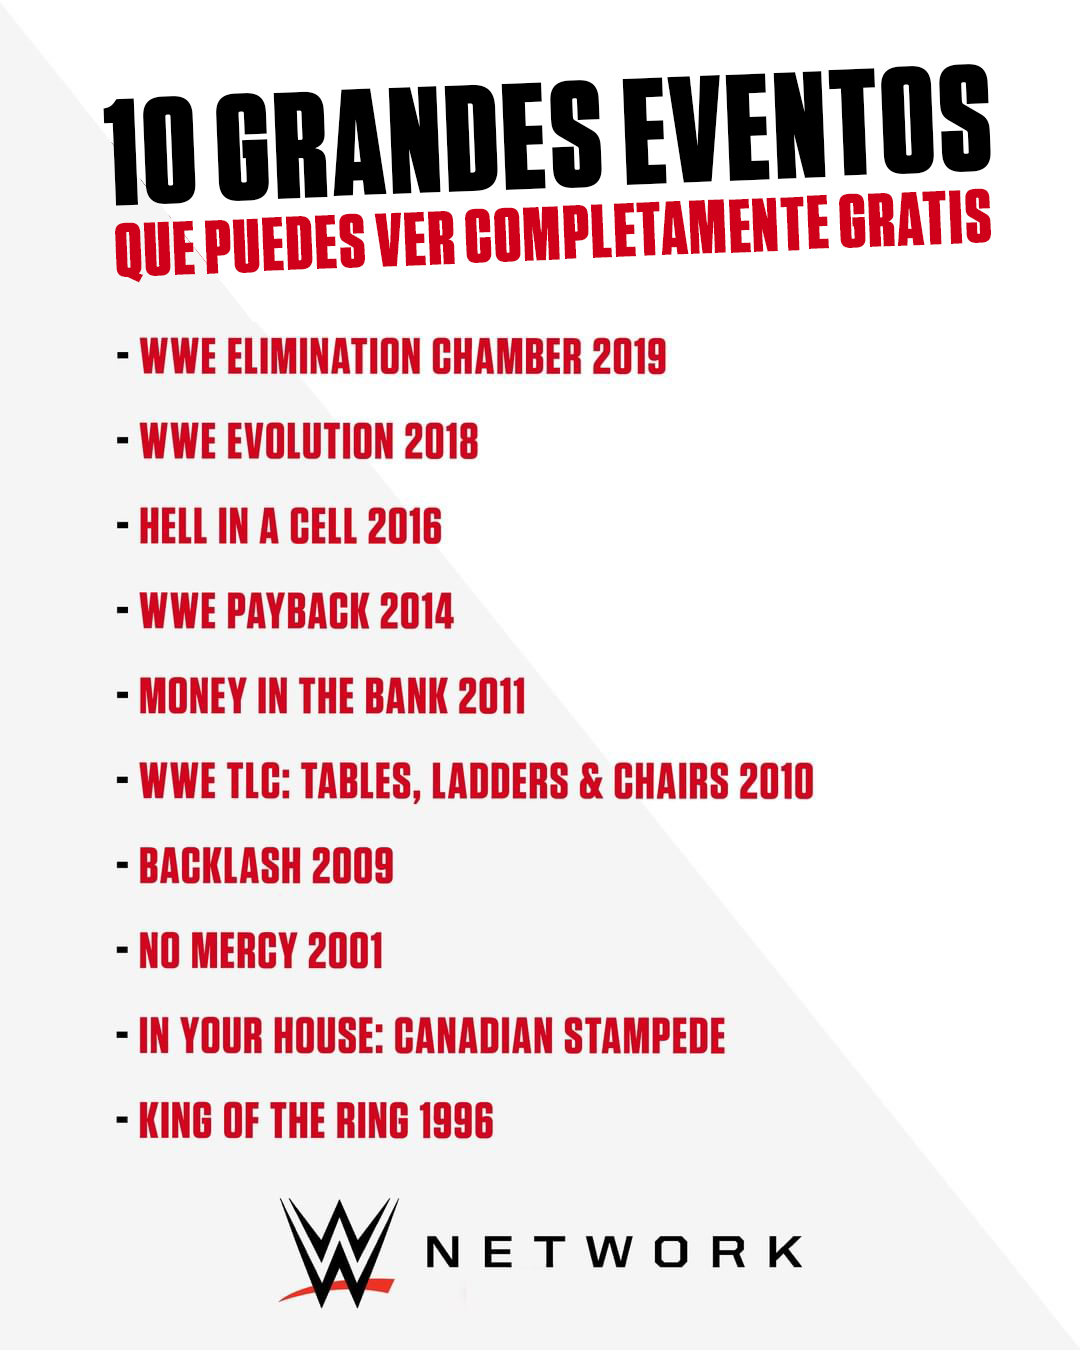 10 GRANDES EVENTOS
QUE PUEDES VER COMPLETAMENTE GRATIS
- WWE ELIMINATION CHAMBER 2019
- WWE EVOLUTION 2018
- HELL IN A CELL 2016
- WWE PAYBACK 2014
- MONEY IN THE BANK 2011
- WWE TLC: TABLES, LADDERS & CHAIRS 2010
- BACKLASH 2009
- NO MERCY 2001
- IN YOUR HOUSE: CANADIAN STAMPEDE
- KING OF THE RING 1996
W NETWORK